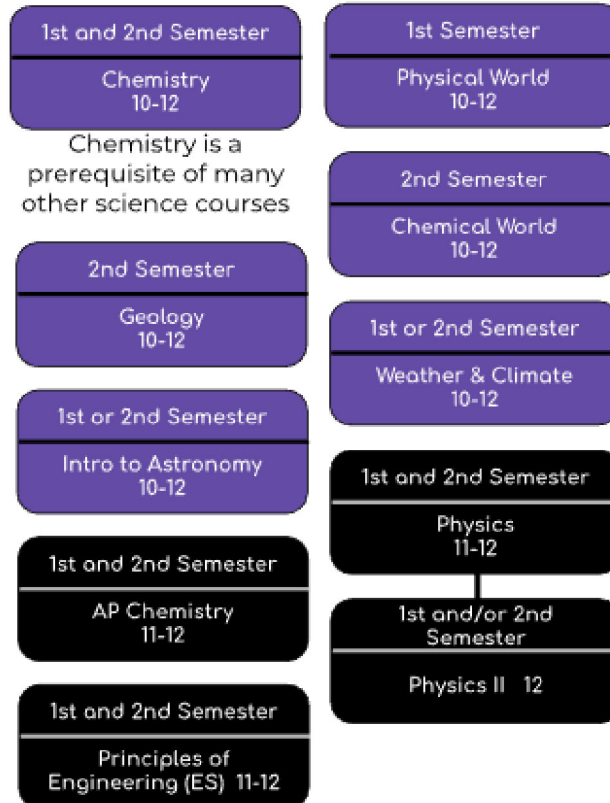 1st and 2nd Semester
Chemistry
10-12
Chemistry is a
prerequisite of many
other science courses
2nd Semester
Geology
10-12
1st or 2nd Semester
Intro to Astronomy
10-12
1st and 2nd Semester
AP Chemistry
11-12
1st and 2nd Semester
Principles of
Engineering (ES) 11-12
1st Semester
Physical World
10-12
2nd Semester
Chemical World
10-12
1st or 2nd Semester
Weather & Climate
10-12
1st and 2nd Semester
Physics
11-12
1st and/or 2nd
Semester
Physics II 12